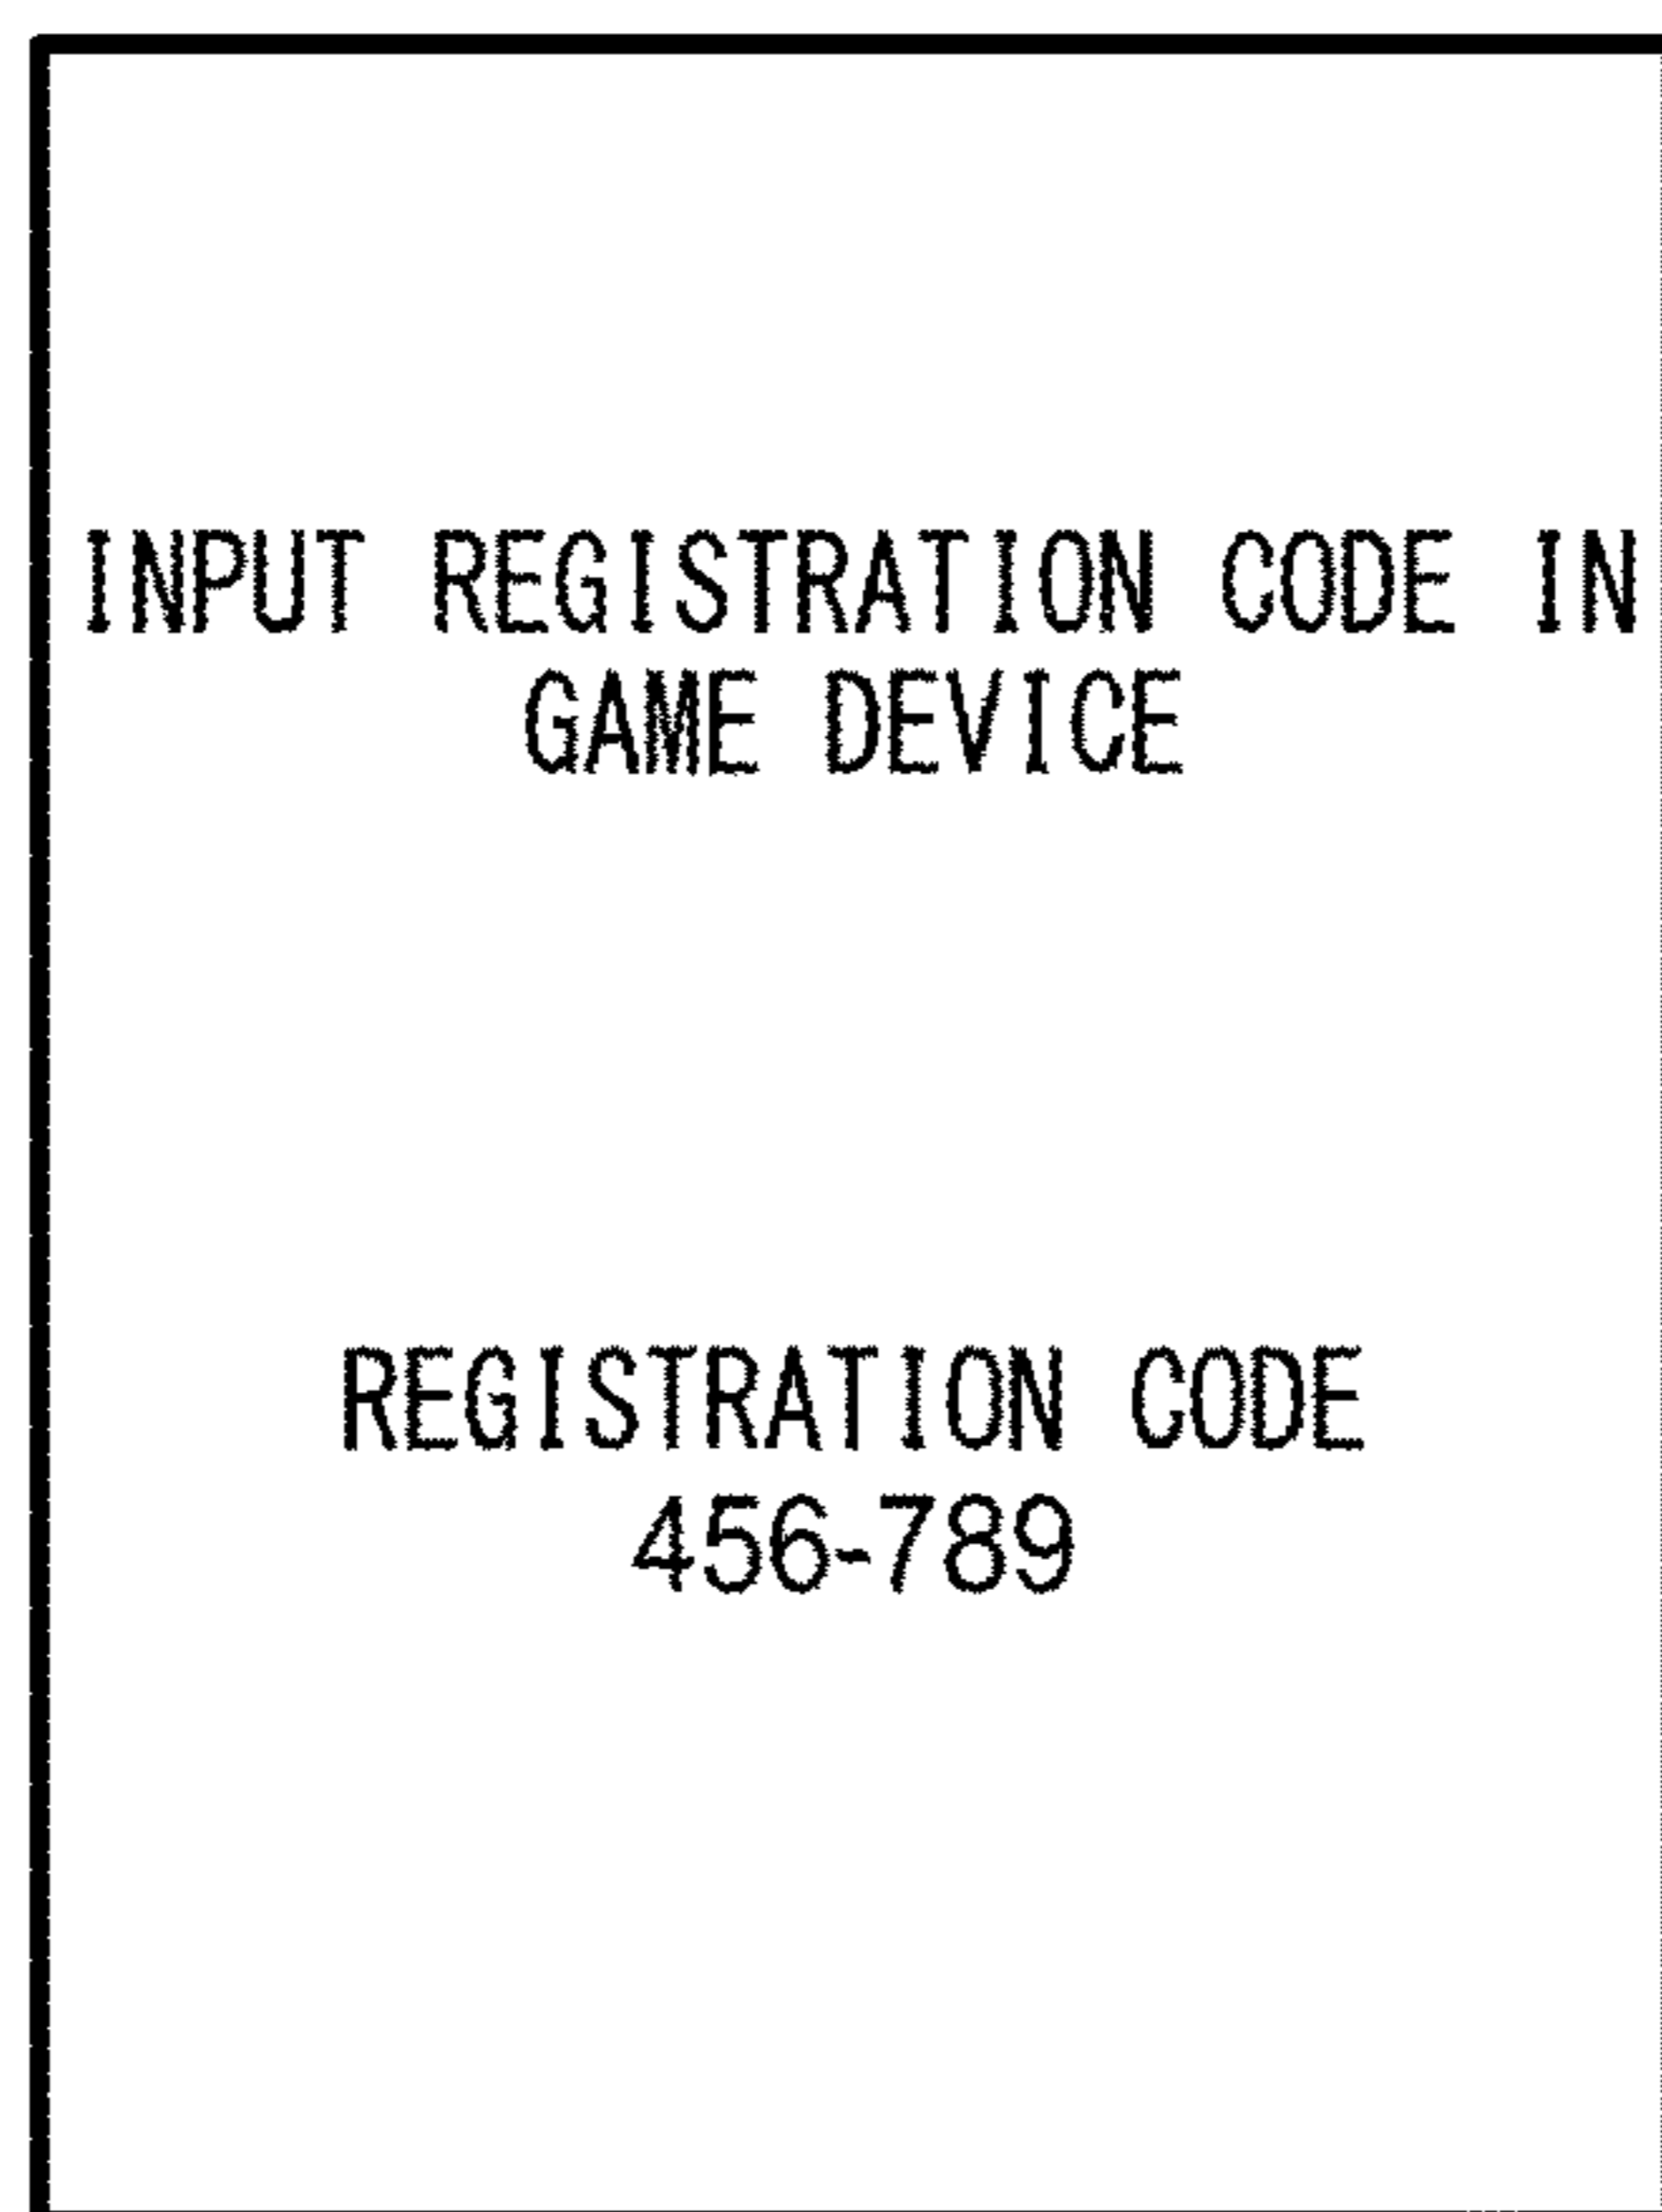 INPUT REGISTRATION CODE IN
GAME DEVICE
REGISTRATION CODE
456-789